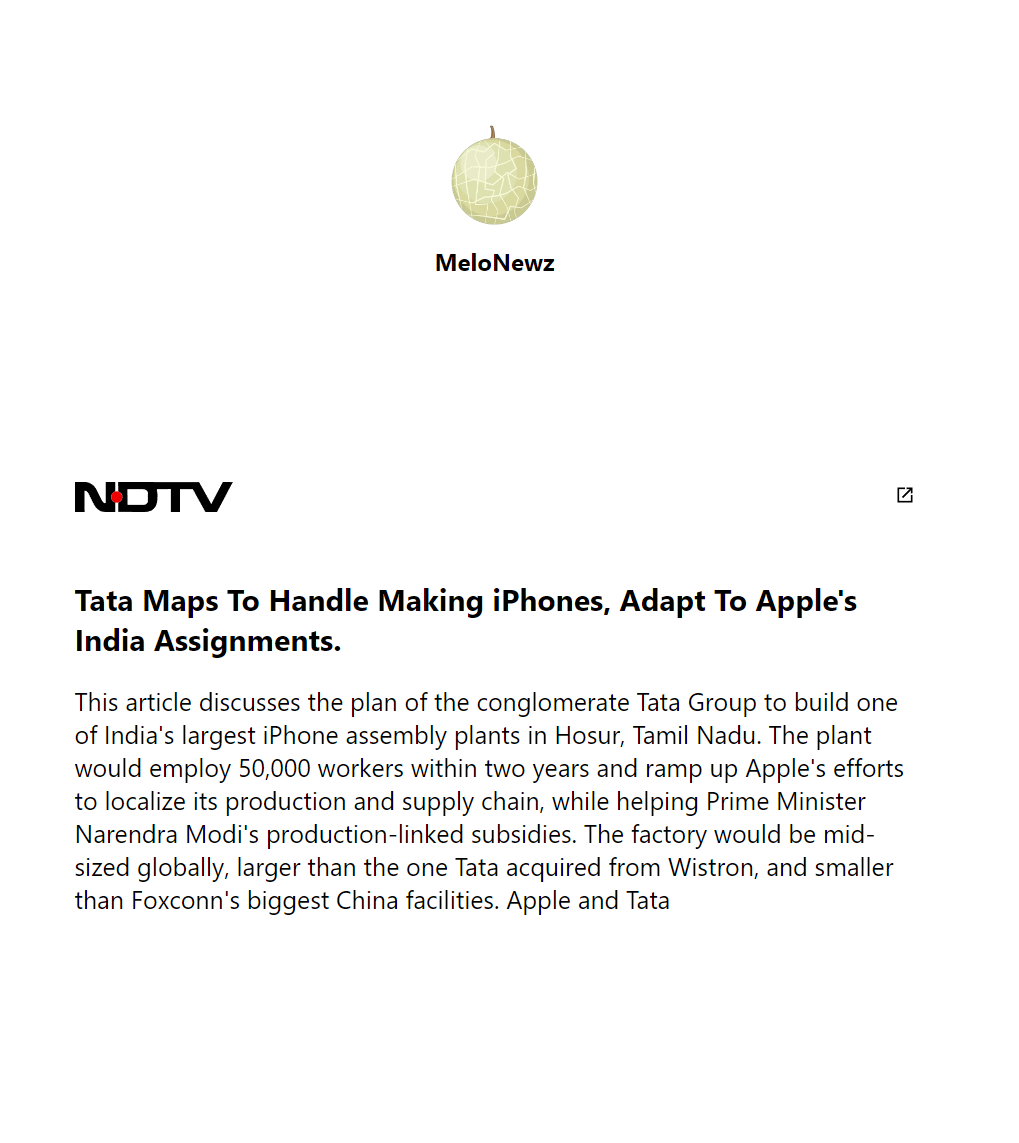 MeloNewz
NDTV
Tata Maps To Handle Making iPhones, Adapt To Apple's
India Assignments.
This article discusses the plan of the conglomerate Tata Group to build one
of India's largest iPhone assembly plants in Hosur, Tamil Nadu. The plant
would employ 50,000 workers within two years and ramp up Apple's efforts
to localize its production and supply chain, while helping Prime Minister
Narendra Modi's production-linked subsidies. The factory would be mid-
sized globally, larger than the one Tata acquired from Wistron, and smaller
than Foxconn's biggest China facilities. Apple and Tata